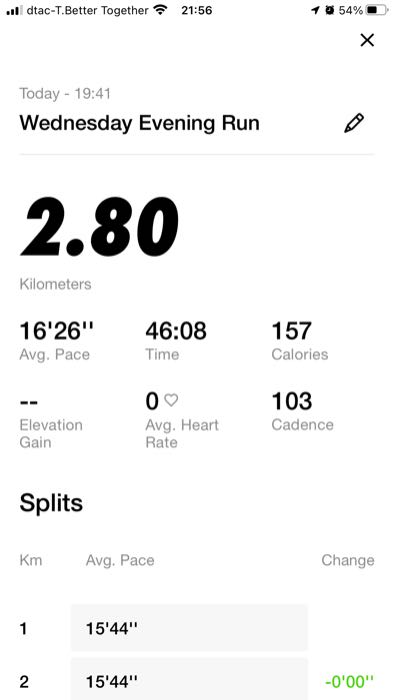 dtac-T.Better Together 21:56 54%
Today - 19:41
Wednesday Evening Run
2.80
Kilometers
16'26" 46:08 157
Avg. Pace Time Calories
-- 0 103
Elevation Gain Avg. Heart Rate Cadence
Splits
Km Avg. Pace Change
1 15'44"
2 15'44" -0'00"